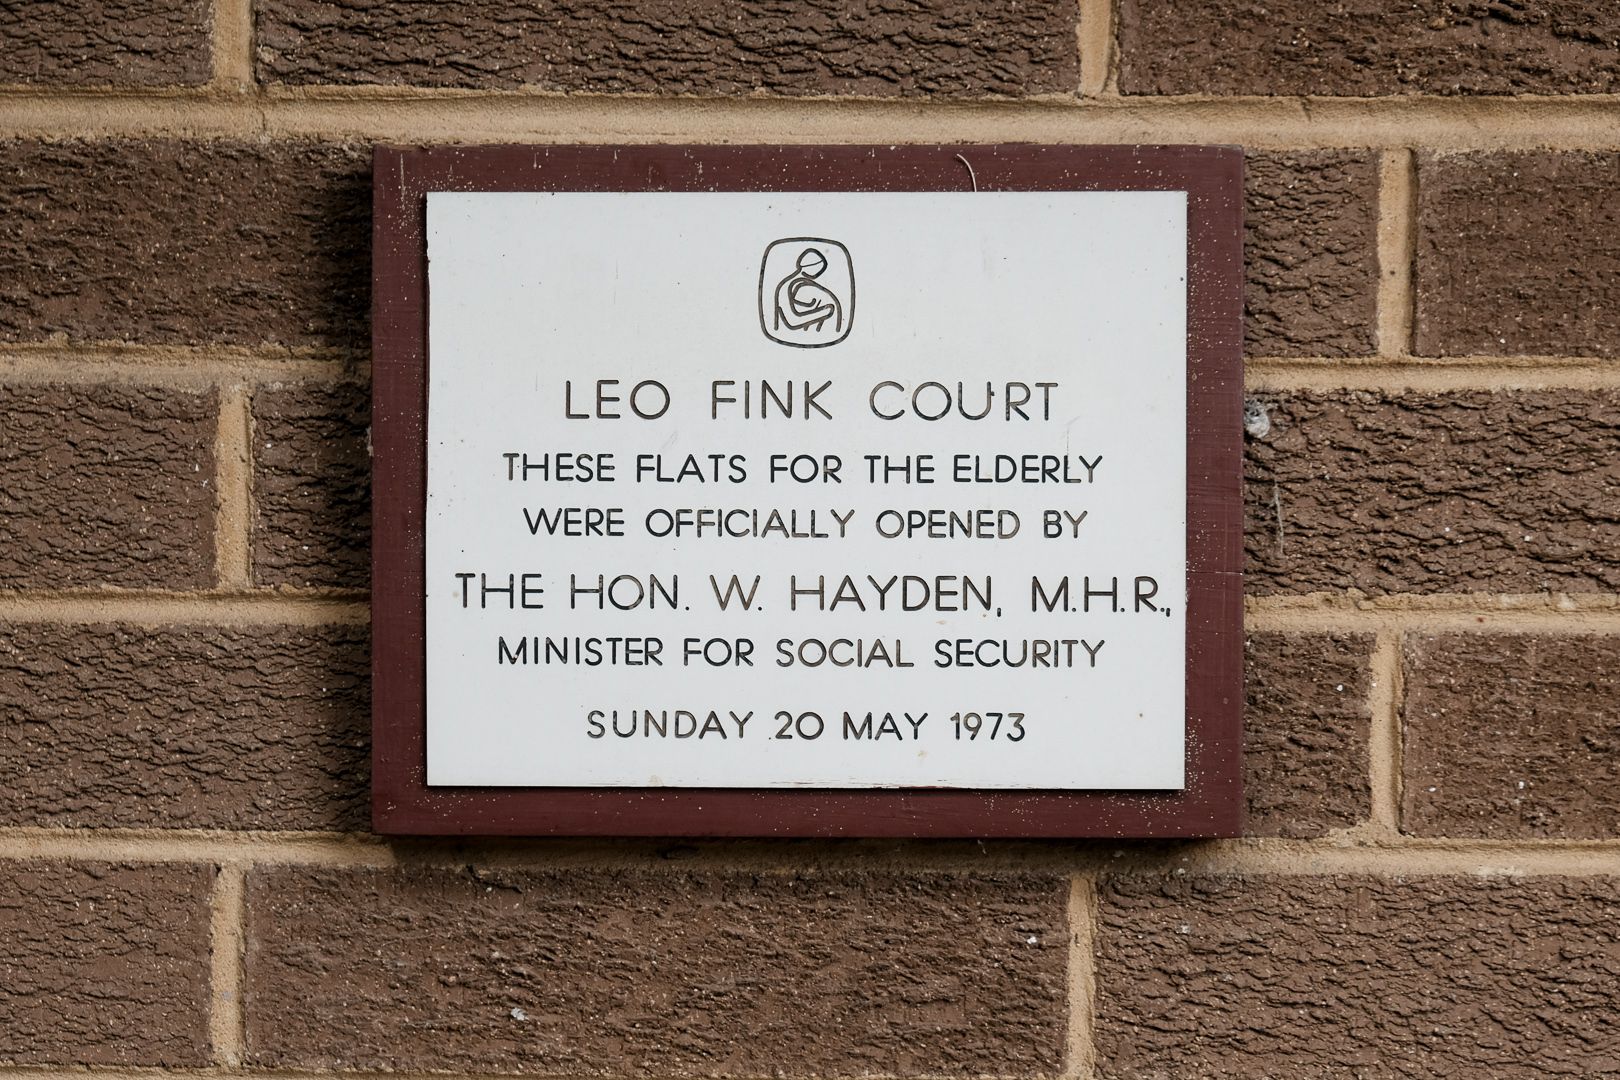 LEO FINK COURT
THESE FLATS FOR THE ELDERLY
WERE OFFICIALLY OPENED BY
THE HON. W. HAYDEN, M.H.R.,
MINISTER FOR SOCIAL SECURITY
SUNDAY 20 MAY 1973